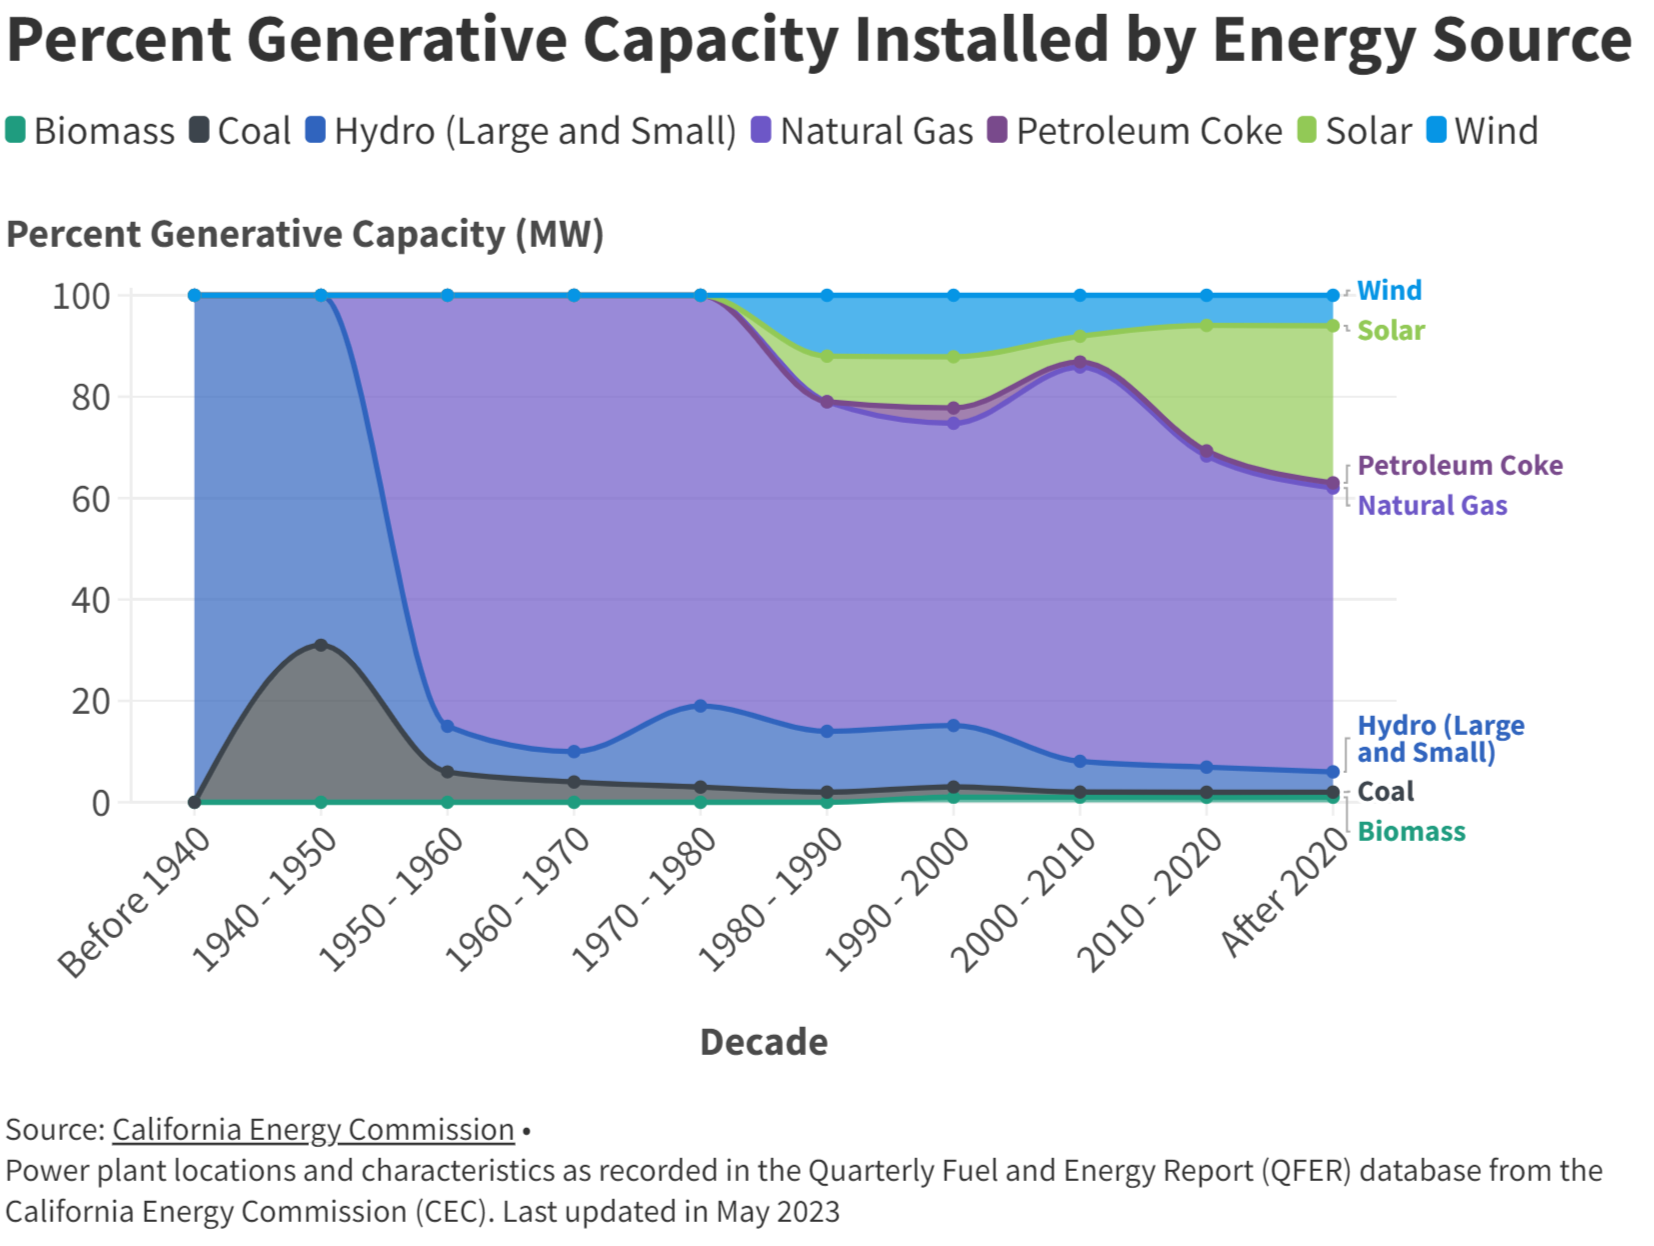 Percent Generative Capacity Installed by Energy Source
Biomass Coal Hydro (Large and Small) Natural Gas Petroleum Coke Solar Wind
Percent Generative Capacity (MW)
100
80
60
40
20
0
Wind
Solar
Petroleum Coke
Natural Gas
Hydro (Large
and Small)
Coal
Biomass
Before 1940
1940 - 1950
1950 - 1960
1960 - 1970
1970 - 1980
1980 - 1990
1990 - 2000
2000 - 2010
2010 - 2020
After 2020
Decade
Source: California Energy Commission •
Power plant locations and characteristics as recorded in the Quarterly Fuel and Energy Report (QFER) database from the
California Energy Commission (CEC). Last updated in May 2023